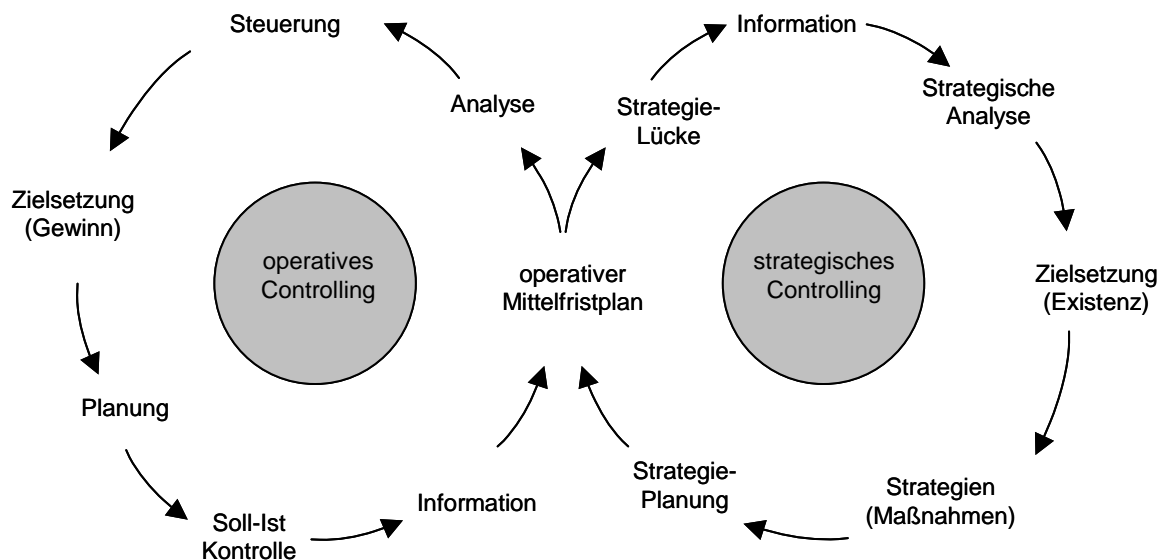 Steuerung
Information
Analyse
Strategie-
Lücke
Strategische
Analyse
Zielsetzung
(Gewinn)
operatives
Controlling
operativer
Mittelfristplan
strategisches
Controlling
Zielsetzung
(Existenz)
Planung
Soll-Ist
Kontrolle
Information
Strategie-
Planung
Strategien
(Maßnahmen)